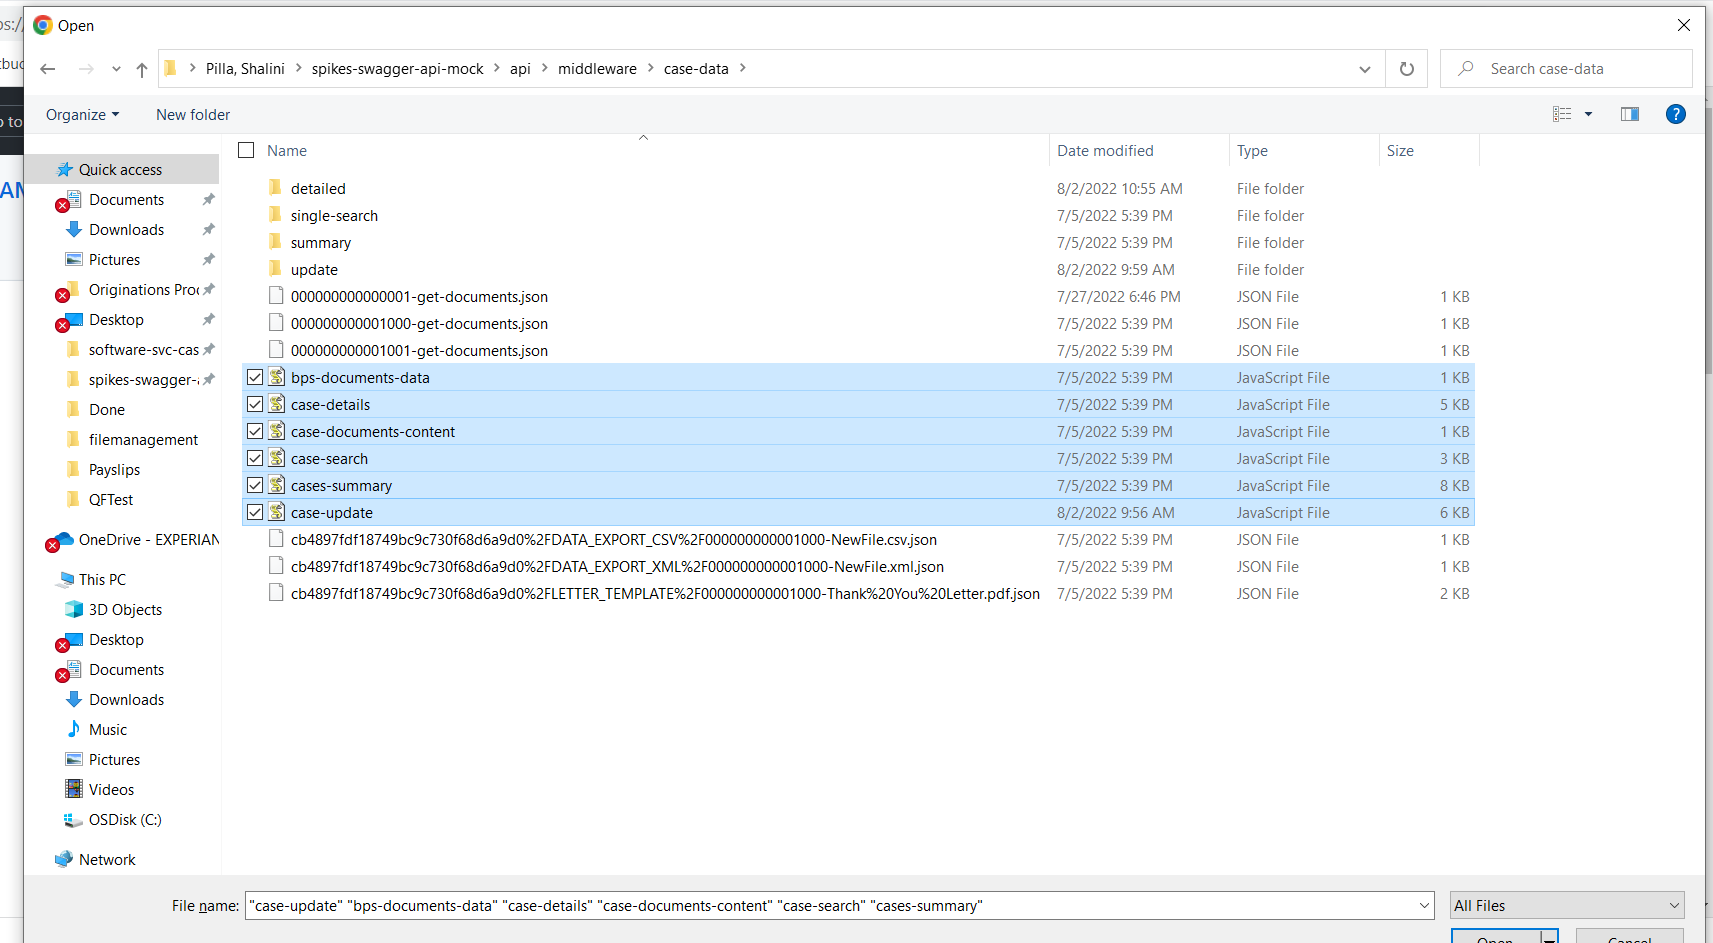 Open
ps://
Pilla, Shalini > spikes-swagger-api-mock > api > middleware > case-data >
Search case-data
Organize
New folder
?
Name Date modified Type Size
detailed 8/2/2022 10:55 AM File folder
single-search 7/5/2022 5:39 PM File folder
summary 7/5/2022 5:39 PM File folder
update 8/2/2022 9:59 AM File folder
000000000000001-get-documents.json 7/27/2022 6:46 PM JSON File 1 KB
000000000001000-get-documents.json 7/5/2022 5:39 PM JSON File 1 KB
000000000001001-get-documents.json 7/5/2022 5:39 PM JSON File 1 KB
bps-documents-data 7/5/2022 5:39 PM JavaScript File 1 KB
case-details 7/5/2022 5:39 PM JavaScript File 5 KB
case-documents-content 7/5/2022 5:39 PM JavaScript File 1 KB
case-search 7/5/2022 5:39 PM JavaScript File 3 KB
cases-summary 7/5/2022 5:39 PM JavaScript File 8 KB
case-update 8/2/2022 9:56 AM JavaScript File 6 KB
cb4897fdf18749bc9c730f68d6a9d0%2FDATA_EXPORT_CSV%2F000000000001000-NewFile.csv.json 7/5/2022 5:39 PM JSON File 1 KB
cb4897fdf18749bc9c730f68d6a9d0%2FDATA_EXPORT_XML%2F000000000001000-NewFile.xml.json 7/5/2022 5:39 PM JSON File 1 KB
cb4897fdf18749bc9c730f68d6a9d0%2FLETTER_TEMPLATE%2F000000000001000-Thank%20You%20Letter.pdf.json 7/5/2022 5:39 PM JSON File 2 KB
Quick access
Documents
Downloads
Pictures
Originations Proc
Desktop
software-svc-cas
spikes-swagger-a
Done
filemanagement
Payslips
QFTest
OneDrive - EXPERIAN
This PC
3D Objects
Desktop
Documents
Downloads
Music
Pictures
Videos
OSDisk (C:)
Network
File name: "case-update" "bps-documents-data" "case-details" "case-documents-content" "case-search" "cases-summary"
All Files
Open
Cancel